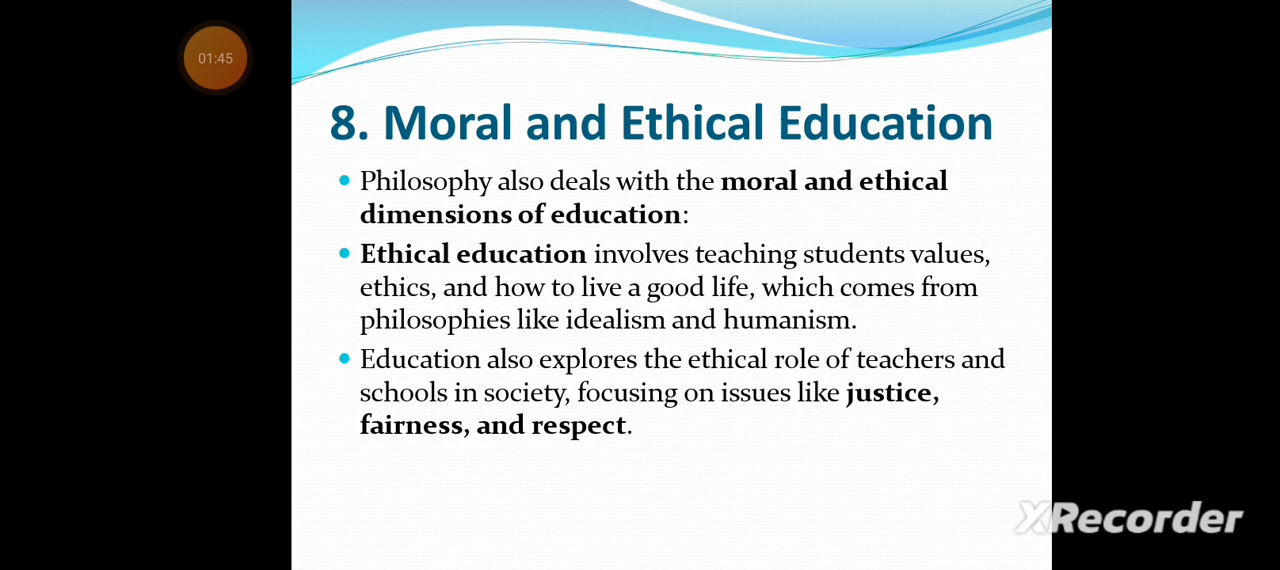 01:45
8. Moral and Ethical Education
Philosophy also deals with the moral and ethical
dimensions of education:
Ethical education involves teaching students values,
ethics, and how to live a good life, which comes from
philosophies like idealism and humanism.
Education also explores the ethical role of teachers and
schools in society, focusing on issues like justice,
fairness, and respect.
XRecorder